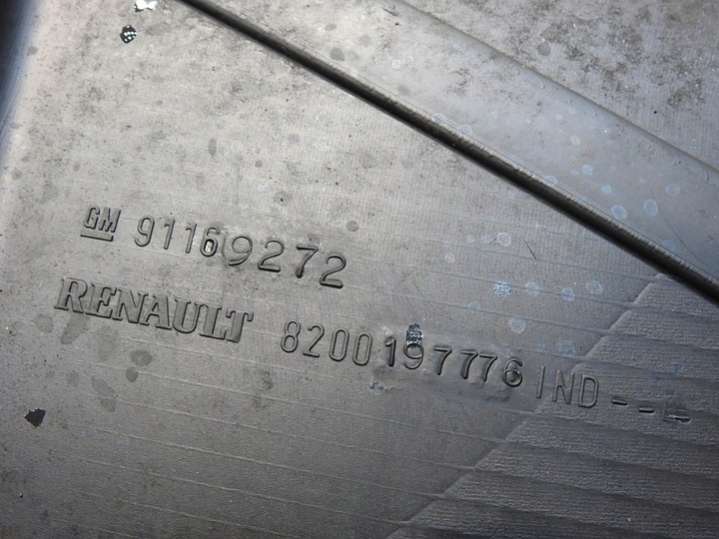 GM 91169272
RENAULT 8200197776 IND---